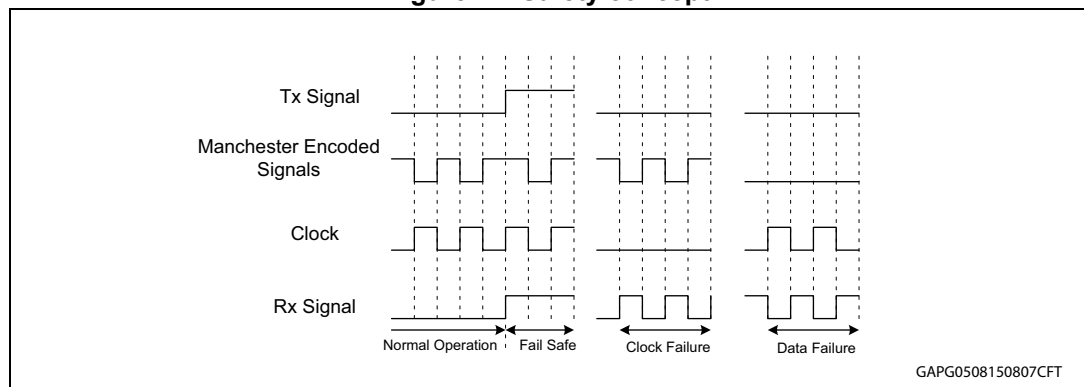 Tx Signal
Manchester Encoded
Signals
Clock
Rx Signal
Normal Operation
Fail Safe
Clock Failure
Data Failure
GAPG0508150807CFT